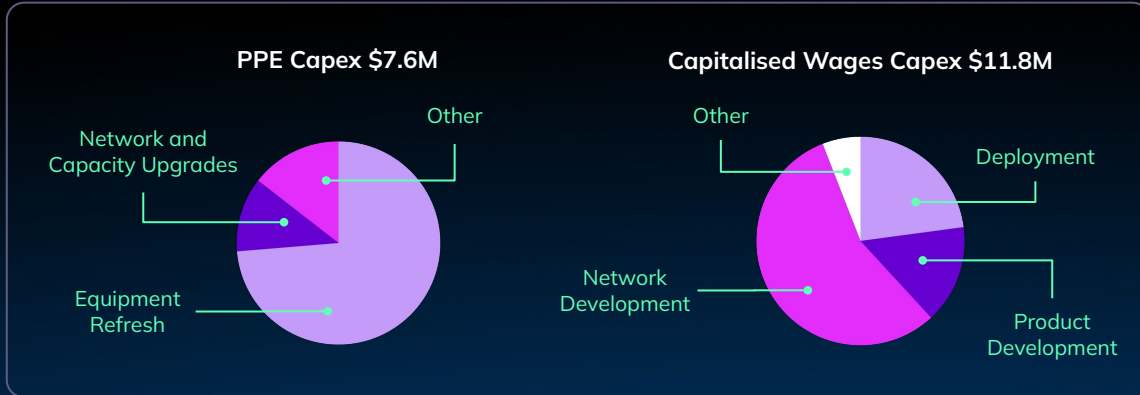 PPE Capex $7.6M
Other
Network and
Capacity Upgrades
Equipment
Refresh
Capitalised Wages Capex $11.8M
Other
Deployment
Network
Development
Product
Development